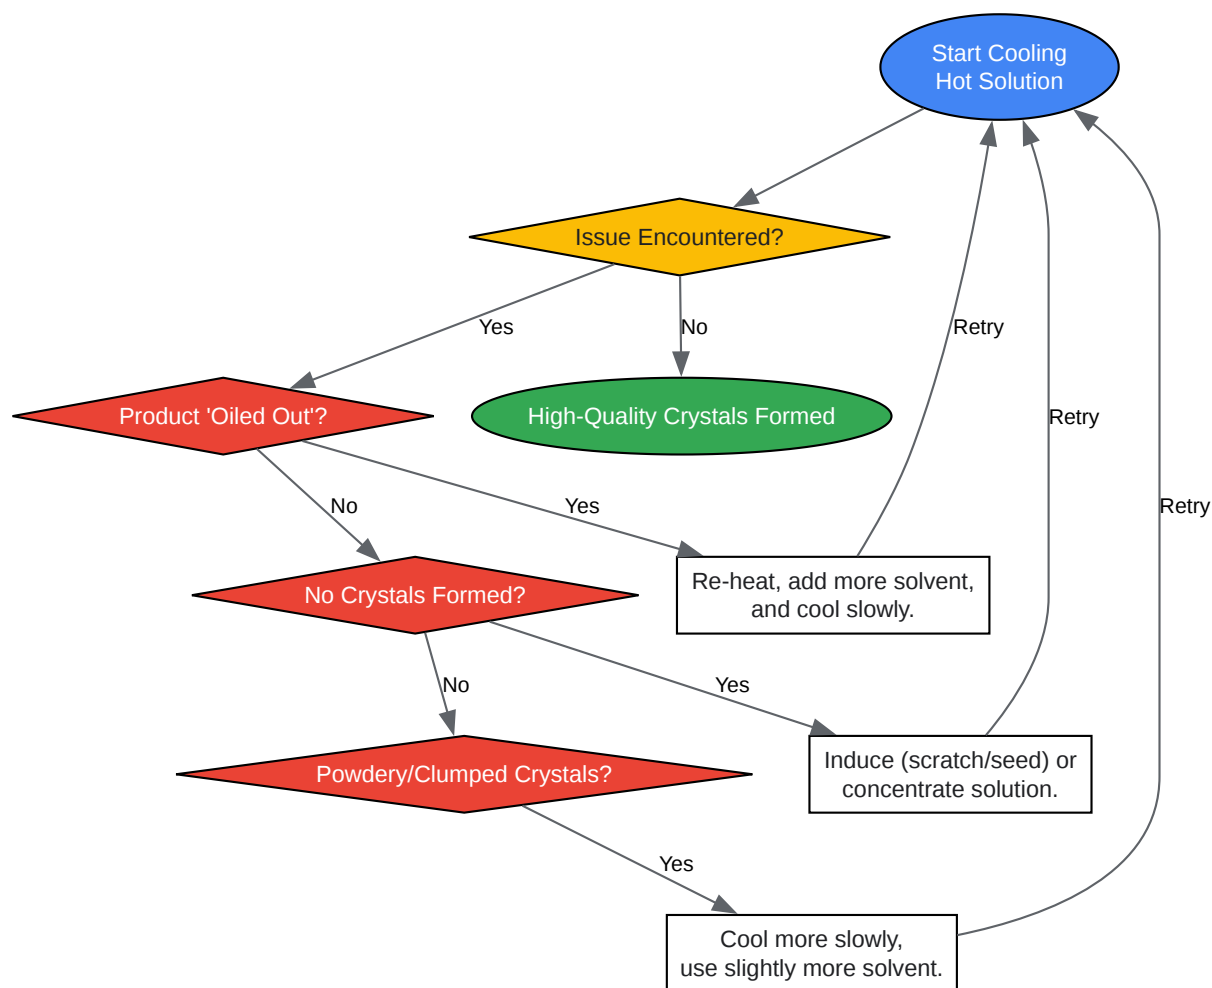 Start Cooling
Hot Solution
Issue Encountered?
Yes
No
Retry
Product 'Oiled Out'?
High-Quality Crystals Formed
Retry
No
Yes
Retry
Re-heat, add more solvent,
and cool slowly.
No Crystals Formed?
No
Yes
Powdery/Clumped Crystals?
Induce (scratch/seed) or
concentrate solution.
Yes
Cool more slowly,
use slightly more solvent.